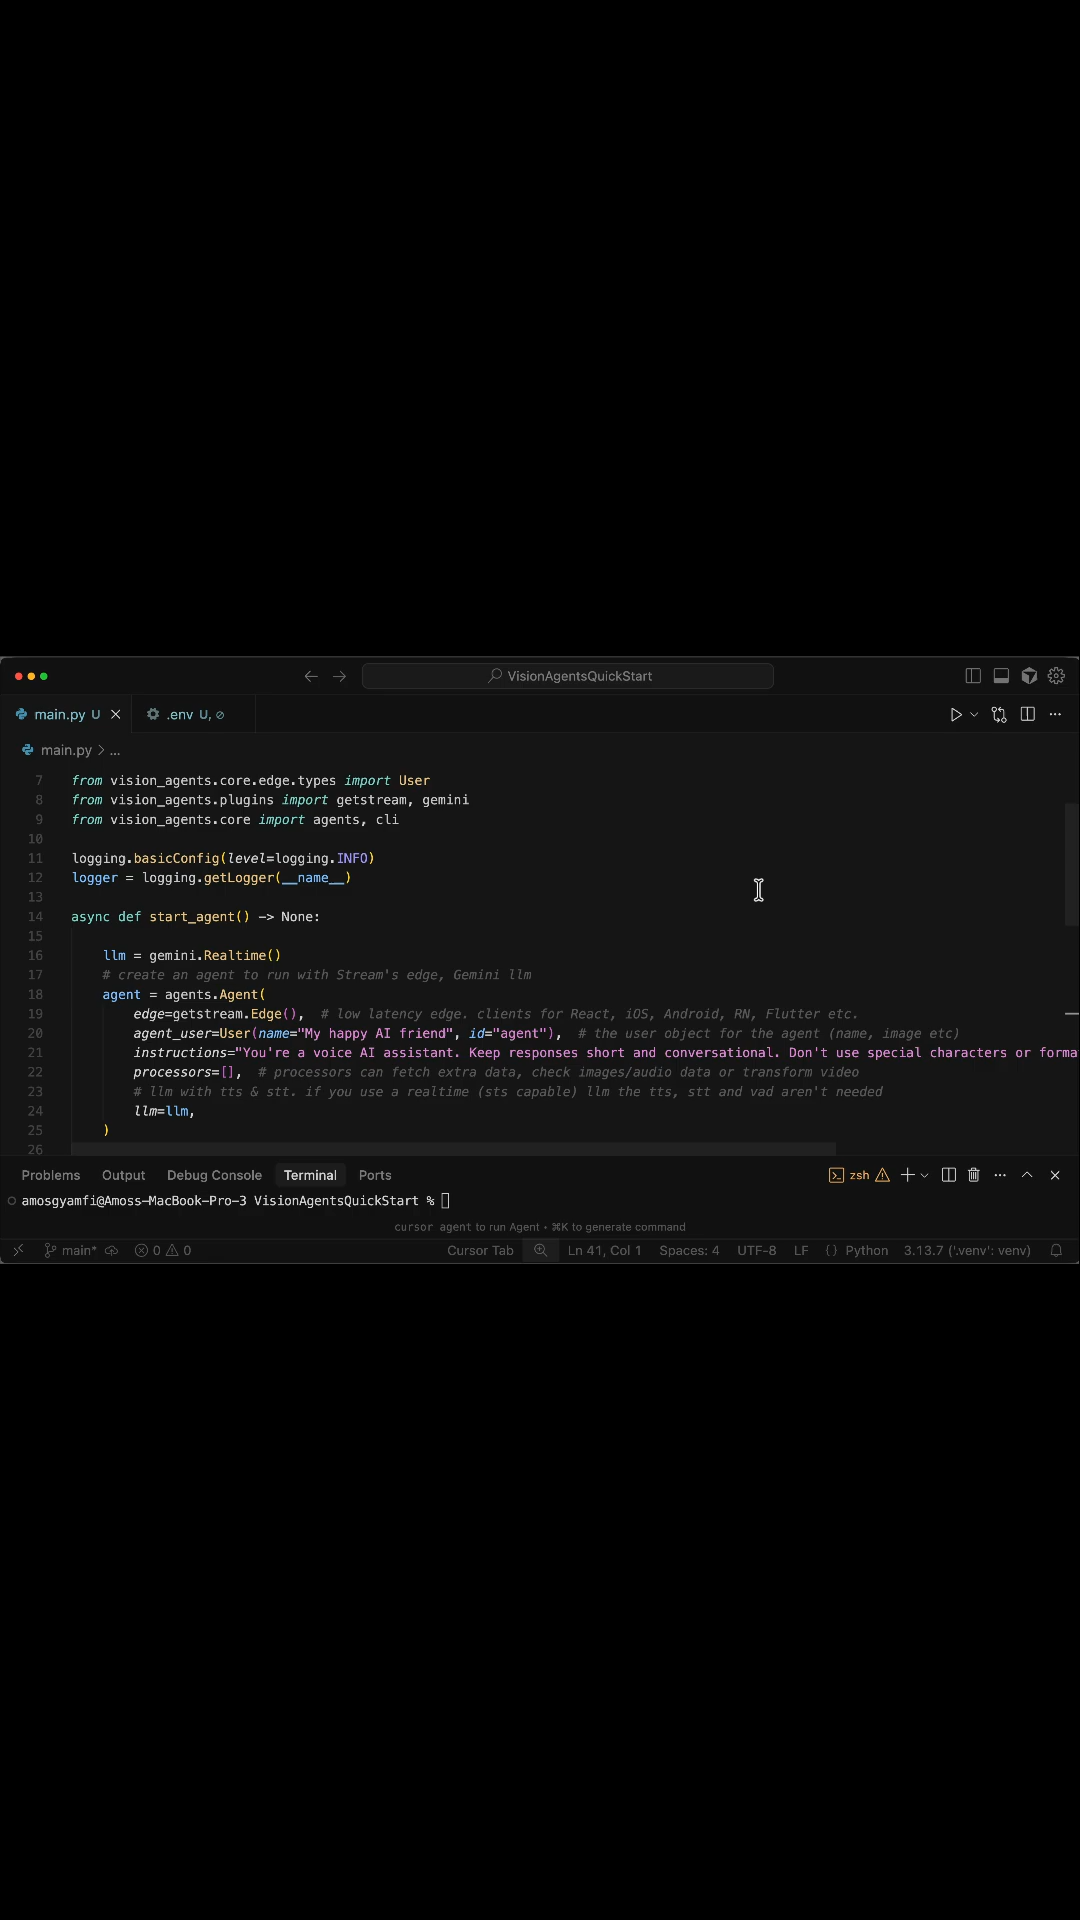 VisionAgentsQuickStart
main.py U
.env U,
main.py > ...
7 from vision_agents.core.edge.types import User
8 from vision_agents.plugins import getstream, gemini
9 from vision_agents.core import agents, cli
10
11 logging.basicConfig(level=logging.INFO)
12 logger = logging.getLogger(__name__)
13
14 async def start_agent() -> None:
15
16 llm = gemini.Realtime()
17 # create an agent to run with Stream's edge, Gemini llm
18 agent = agents.Agent(
19 edge=getstream.Edge(), # low latency edge. clients for React, iOS, Android, RN, Flutter etc.
20 agent_user=User(name="My happy AI friend", id="agent"), # the user object for the agent (name, image etc)
21 instructions="You're a voice AI assistant. Keep responses short and conversational. Don't use special characters or forma
22 processors=[], # processors can fetch extra data, check images/audio data or transform video
23 # llm with tts & stt. if you use a realtime (sts capable) llm the tts, stt and vad aren't needed
24 llm=llm,
25 )
26
Problems Output Debug Console Terminal Ports zsh
amosgyamfi@Amoss-MacBook-Pro-3 VisionAgentsQuickStart %
cursor agent to run Agent • ⌘K to generate command
main* 0 0 Cursor Tab Ln 41, Col 1 Spaces: 4 UTF-8 LF {} Python 3.13.7 ('.venv': venv)